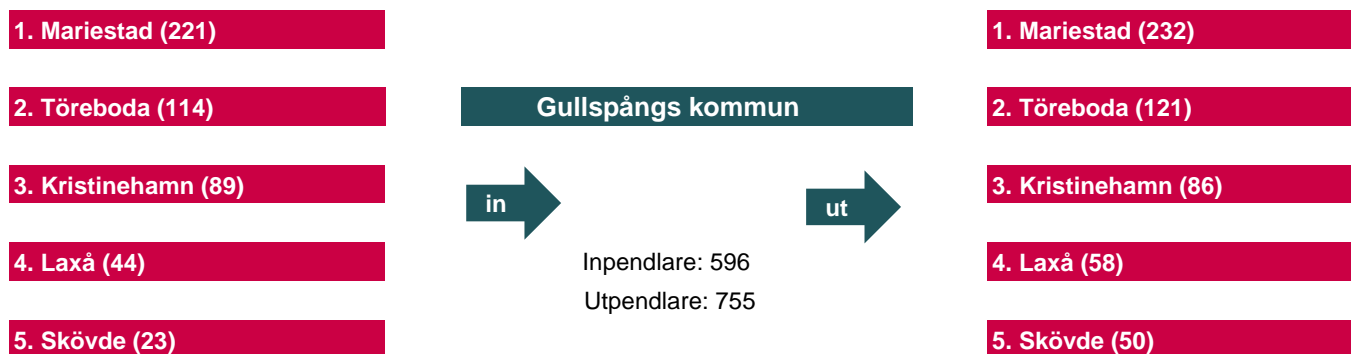 1. Mariestad (221)
2. Töreboda (114)
3. Kristinehamn (89)
4. Laxå (44)
5. Skövde (23)
Gullspångs kommun
in
ut
Inpendlare: 596
Utpendlare: 755
1. Mariestad (232)
2. Töreboda (121)
3. Kristinehamn (86)
4. Laxå (58)
5. Skövde (50)